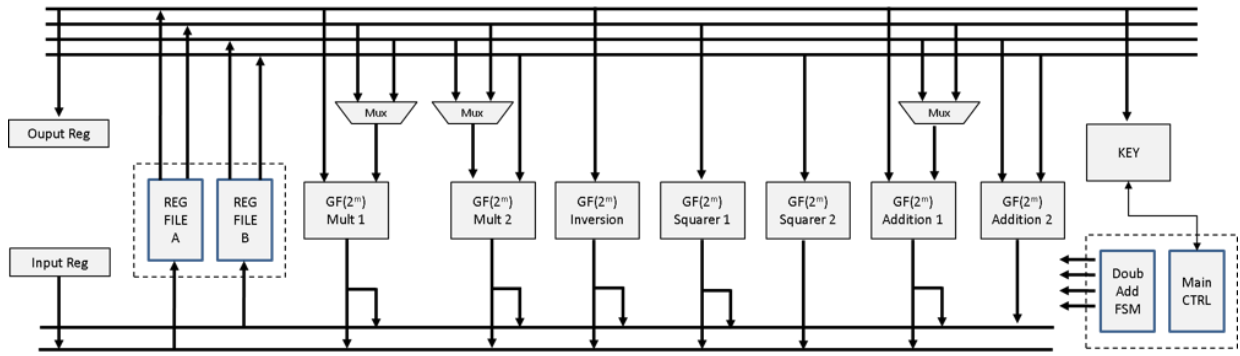 Mux
Mux
Mux
Ouput Reg
KEY
REG
FILE
A
REG
FILE
B
GF(2ᵐ)
Mult 1
GF(2ᵐ)
Mult 2
GF(2ᵐ)
Inversion
GF(2ᵐ)
Squarer 1
GF(2ᵐ)
Squarer 2
GF(2ᵐ)
Addition 1
GF(2ᵐ)
Addition 2
Input Reg
Doub
Add
FSM
Main
CTRL